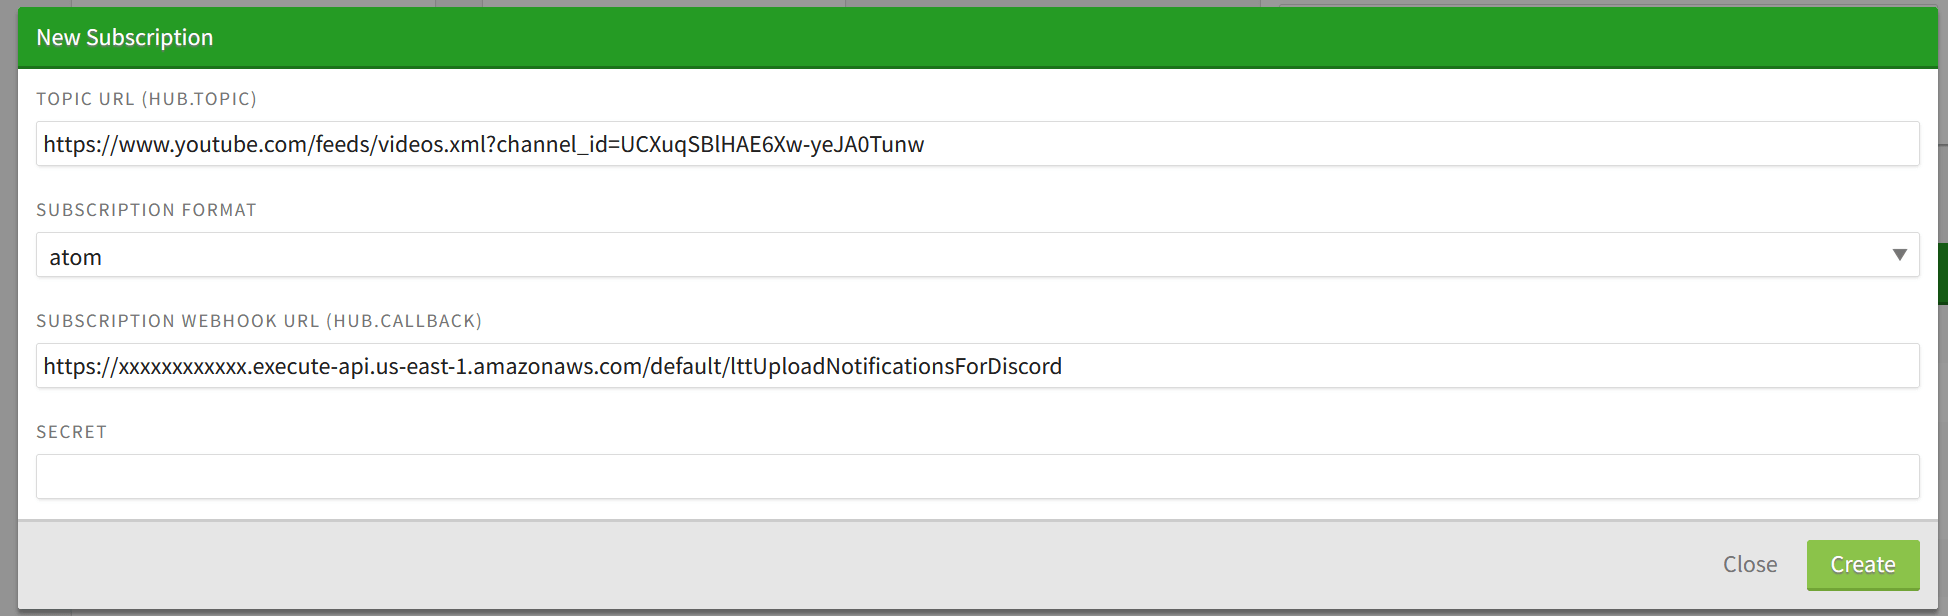 New Subscription
TOPIC URL (HUB.TOPIC)
https://www.youtube.com/feeds/videos.xml?channel_id=UCXuqSBlHAE6Xw-yeJA0Tunw
SUBSCRIPTION FORMAT
atom
SUBSCRIPTION WEBHOOK URL (HUB.CALLBACK)
https://xxxxxxxxxxxx.execute-api.us-east-1.amazonaws.com/default/lttUploadNotificationsForDiscord
SECRET
Close
Create